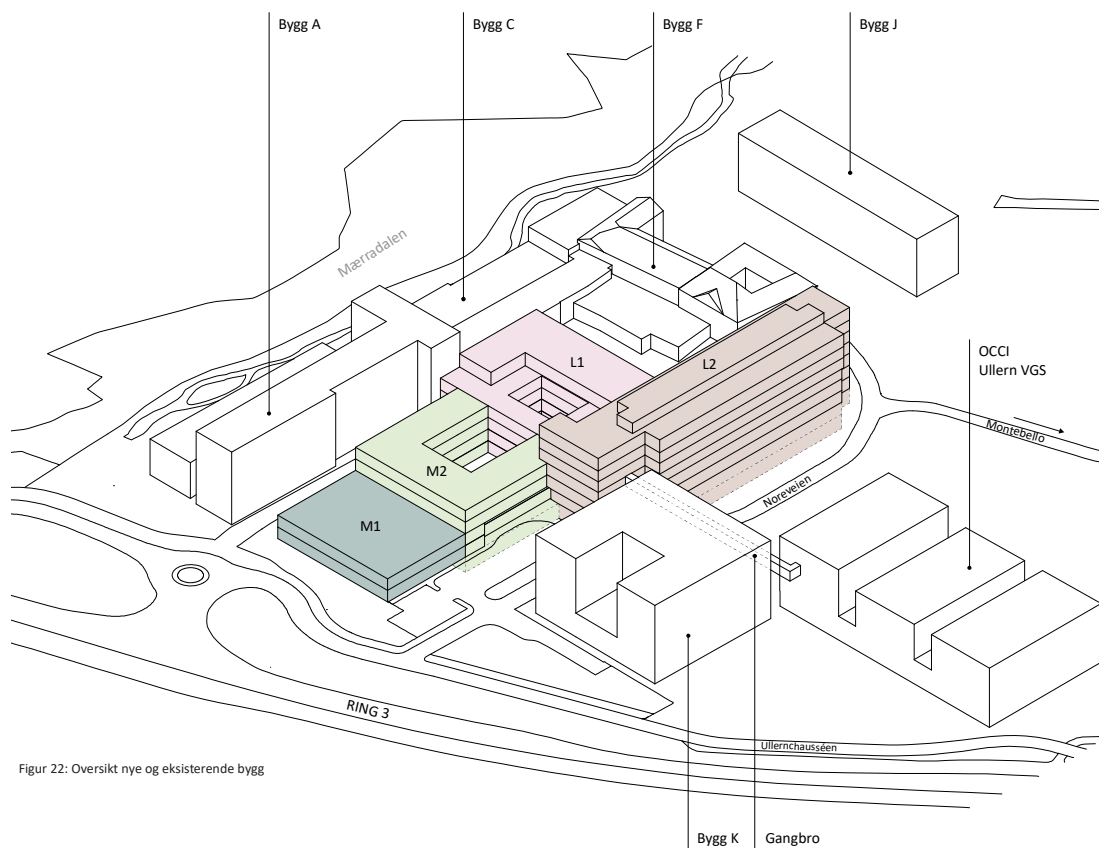 Bygg A
Bygg C
Bygg F
Bygg J
Mærradalen
L1
L2
OCCI
Ullern VGS
Montebello
M2
Noreveien
M1
RING 3
Ullernchausséen
Figur 22: Oversikt nye og eksisterende bygg
Bygg K
Gangbro